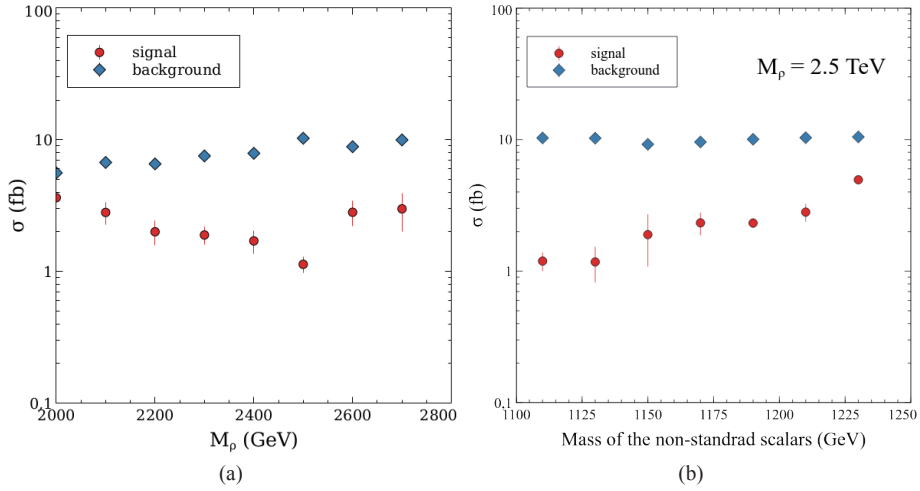 100
signal
background
10
σ (fb)
1
0.1
2000
2200
2400
2600
2800
M_ρ (GeV)
(a)
100
signal
background
M_ρ = 2.5 TeV
10
σ (fb)
1
0.1
1100
1125
1150
1175
1200
1225
1250
Mass of the non-standrad scalars (GeV)
(b)